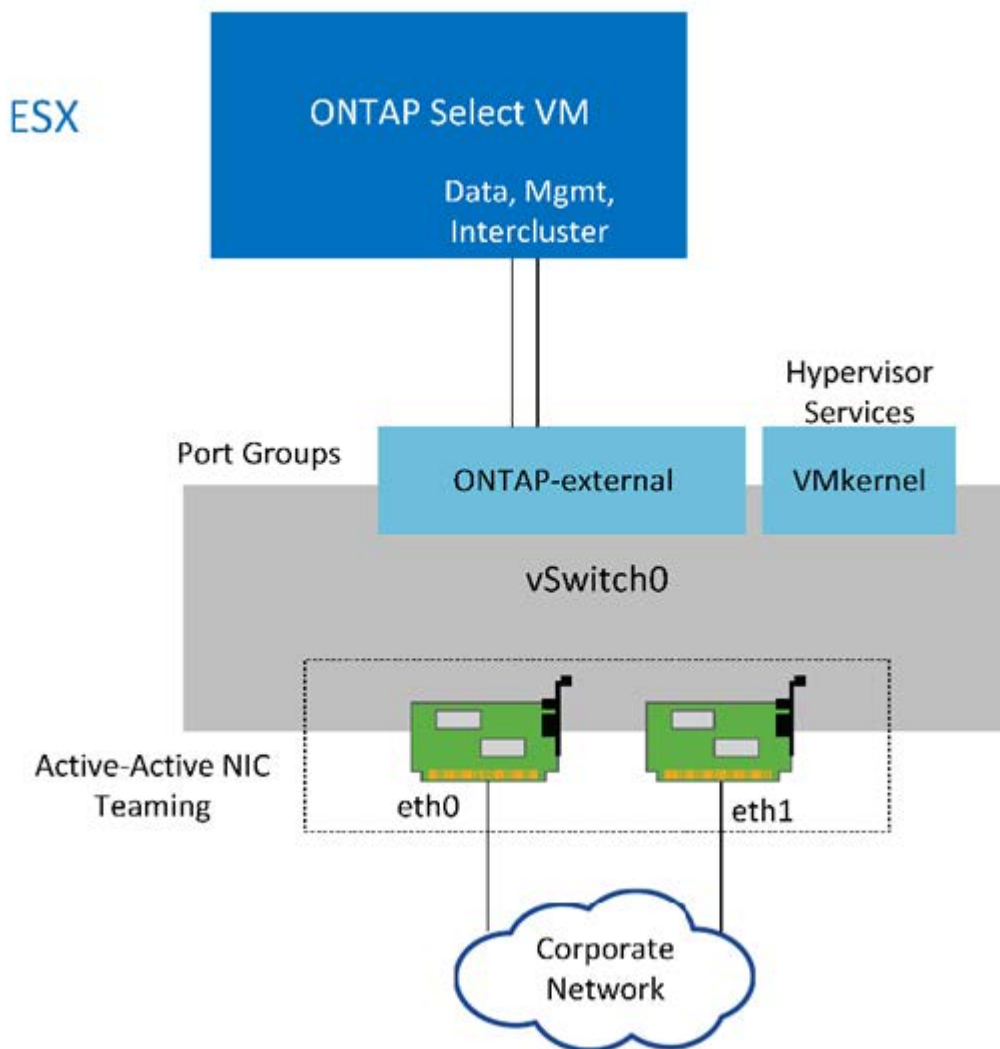 ESX
ONTAP Select VM
Data, Mgmt,
Intercluster
Hypervisor
Services
Port Groups
ONTAP-external
VMkernel
vSwitch0
Active-Active NIC
Teaming
eth0
eth1
Corporate
Network